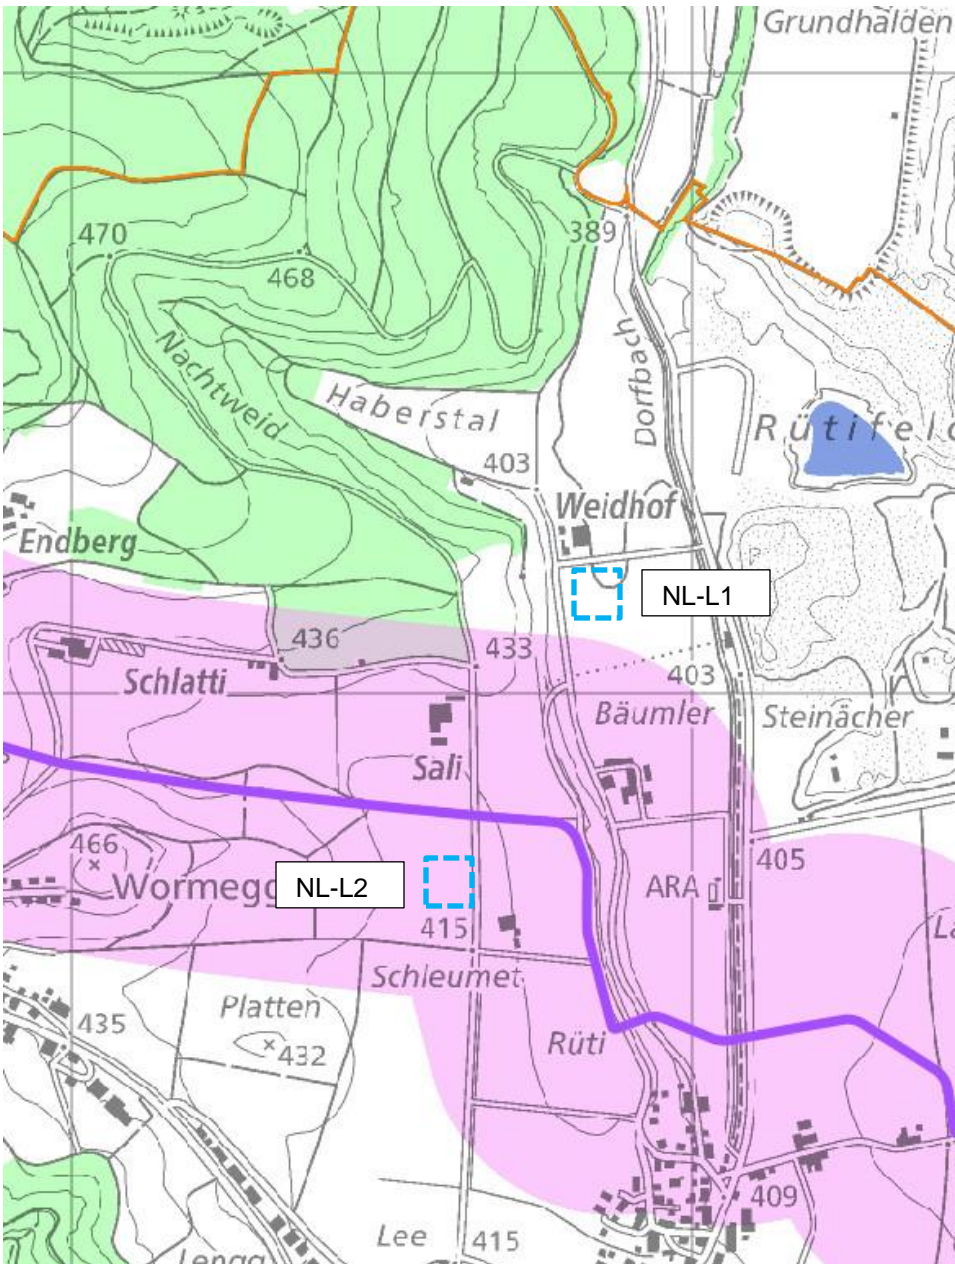 Grundhalden
470
468
389
Nachtweid
Haberstal
Dorfbach
Rütifeld
403
Weidhof
Endberg
NL-L1
436
433
403
Schlatti
Bäumler
Steinächer
Sali
466
405
Wormegg
NL-L2
ARA
415
Schleumet
Platten
435
432
Rüti
409
Lee
415